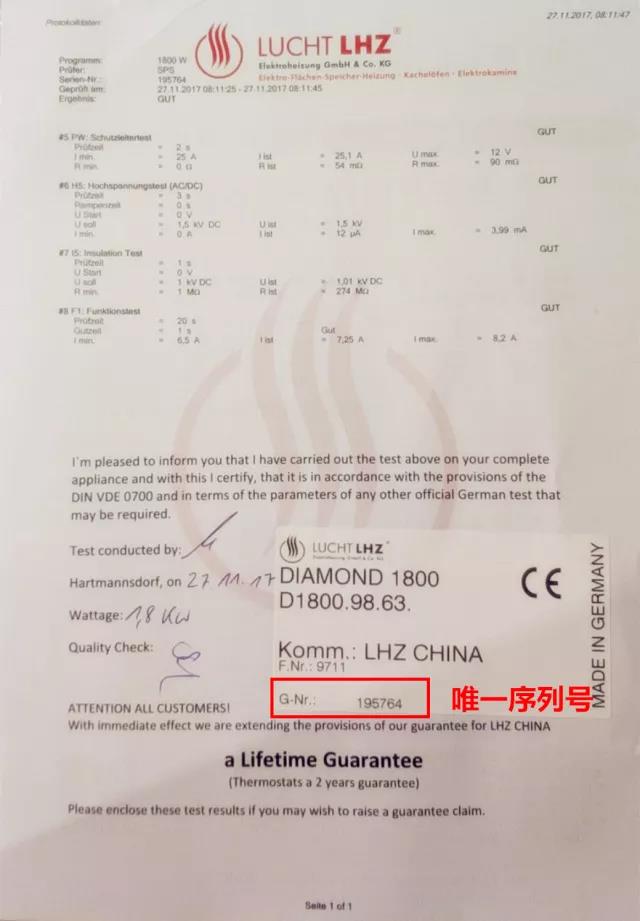 Protokolldaten:
27.11.2017, 08:11:47
LUCHT LHZ®
Elektroheizung GmbH & Co. KG
Elektro-Flächen-Speicher-Heizung · Kachelöfen · Elektrokamine
Programm: 1800 W
Prüfer: SPS
Serien-Nr.: 195764
Geprüft am: 27.11.2017 08:11:25 - 27.11.2017 08:11:45
Ergebnis: GUT
#5 PW: Schutzleitertest GUT
Prüfzeit = 2 s
I min. = 25 A I ist = 25,1 A U max. = 12 V
R min. = 0 Ω R ist = 54 mΩ R max. = 90 mΩ
#6 H5: Hochspannungstest (AC/DC) GUT
Prüfzeit = 3 s
Rampenzeit = 0 s
U Start = 0 V
U soll = 1,5 kV DC U ist = 1,5 kV
I min. = 0 A I ist = 12 µA I max. = 3,99 mA
#7 I5: Insulation Test GUT
Prüfzeit = 1 s
U Start = 0 V
U soll = 1 kV DC U ist = 1,01 kV DC
R min. = 1 MΩ R ist = 274 MΩ
#8 F1: Funktionstest GUT
Prüfzeit = 20 s
Gutzeit = 1 s Gut
I min. = 6,5 A I ist = 7,25 A I max. = 8,2 A
I´m pleased to inform you that I have carried out the test above on your complete
appliance and with this I certify, that it is in accordance with the provisions of the
DIN VDE 0700 and in terms of the parameters of any other official German test that
may be required.
Test conducted by:
Hartmannsdorf, on 27.11.17
Wattage: 1,8 KW
Quality Check:
LUCHT LHZ®
Elektroheizung GmbH & Co. KG
DIAMOND 1800
D1800.98.63.
CE
Komm.: LHZ CHINA
F.Nr.: 9711
G-Nr.: 195764
MADE IN GERMANY
唯一序列号
ATTENTION ALL CUSTOMERS!
With immediate effect we are extending the provisions of our guarantee for LHZ CHINA
a Lifetime Guarantee
(Thermostats a 2 years guarantee)
Please enclose these test results if you may wish to raise a guarantee claim.
Seite 1 of 1